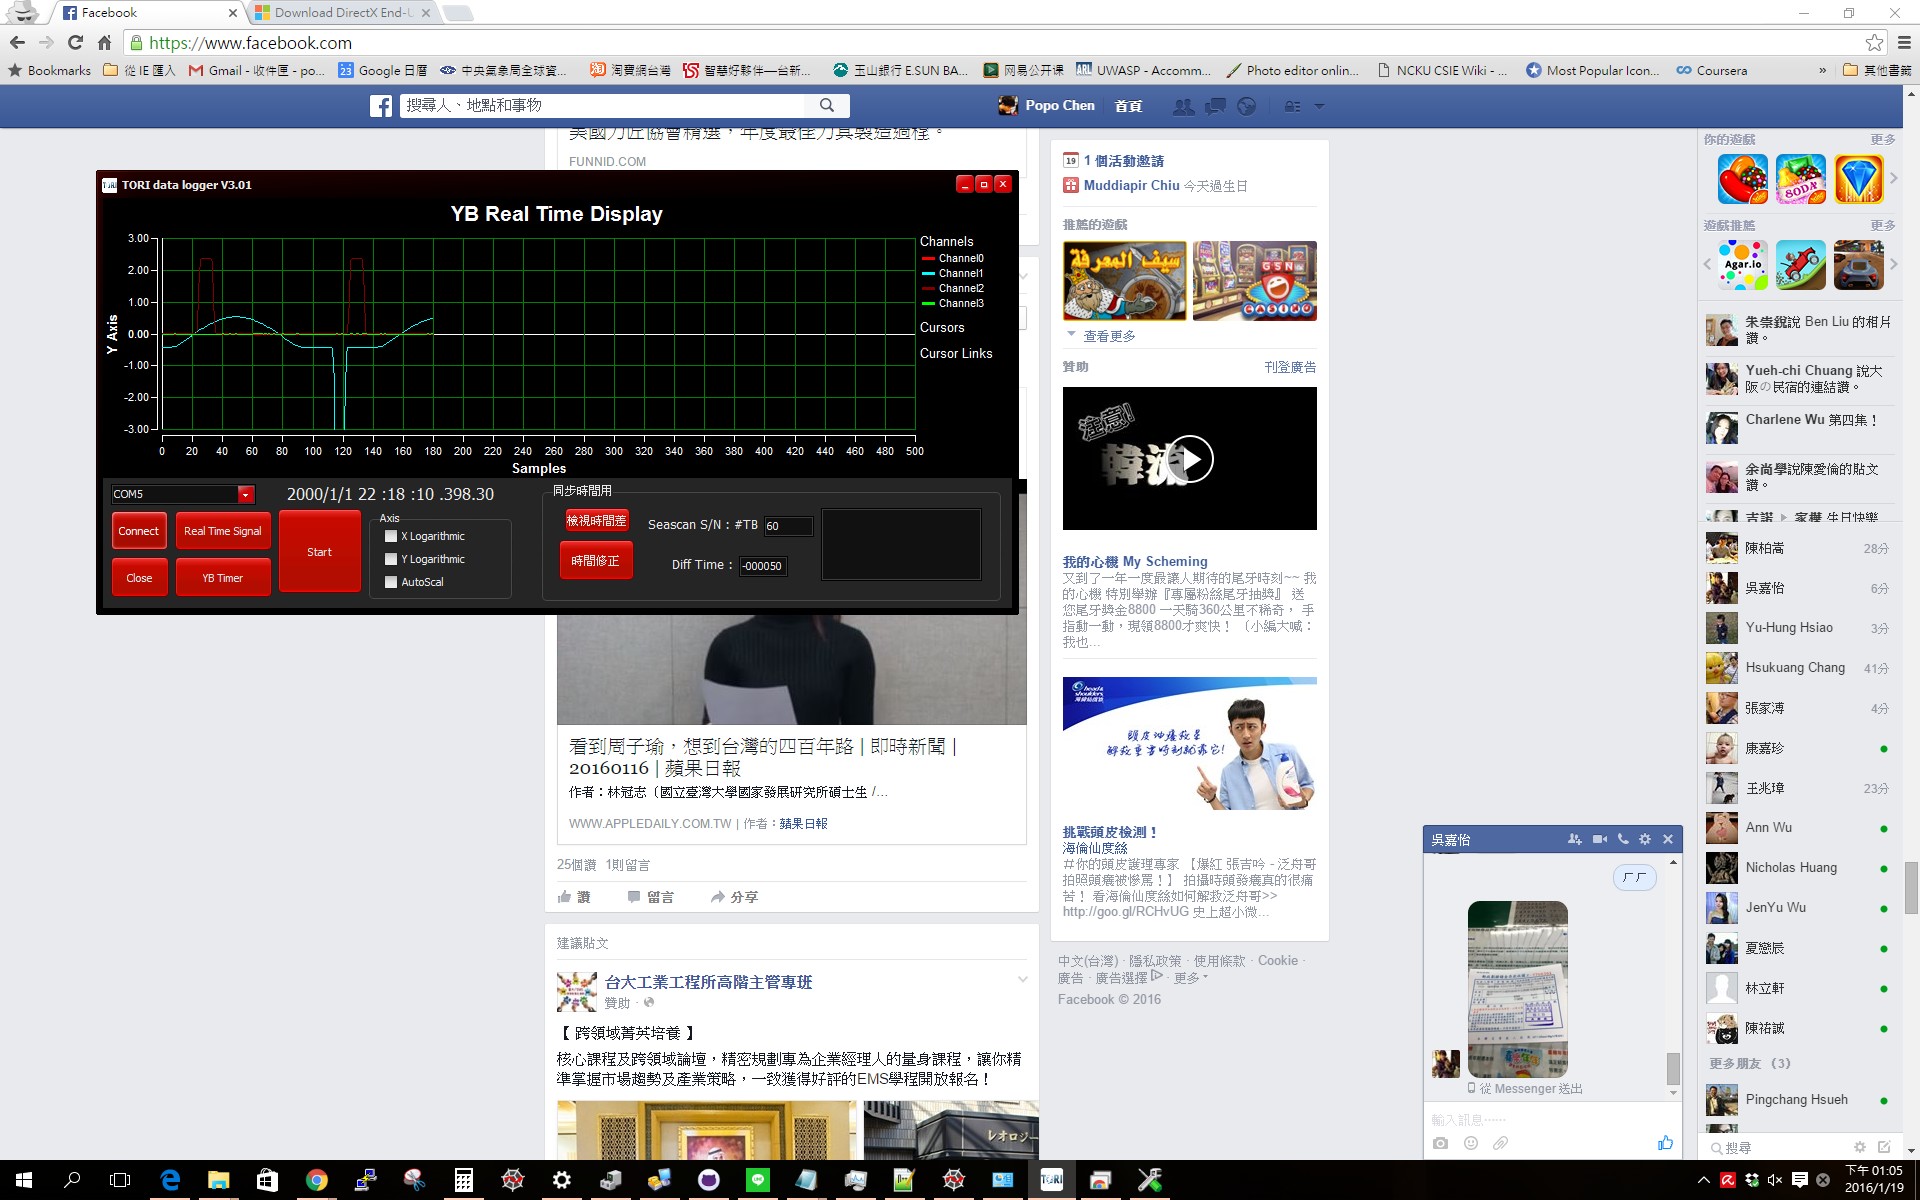 Facebook
Download DirectX End-U
https://www.facebook.com
Bookmarks
從 IE 匯入
Gmail - 收件匣 - po...
Google 日曆
中央氣象局全球資...
淘寶網台灣
智慧好夥伴—台新...
玉山銀行 E.SUN BA...
网易公开课
UWASP - Accomm...
Photo editor onlin...
NCKU CSIE Wiki - ...
Most Popular Icon...
Coursera
»
其他書籤
搜尋人、地點和事物
Popo Chen
首頁
美國刀匠協會精選，年度最佳刀具製造過程。
FUNNID.COM
TORI data logger V3.01
YB Real Time Display
Y Axis
3.00
2.00
1.00
0.00
-1.00
-2.00
-3.00
0 20 40 60 80 100 120 140 160 180 200 220 240 260 280 300 320 340 360 380 400 420 440 460 480 500
Samples
Channels
Channel0
Channel1
Channel2
Channel3
Cursors
Cursor Links
COM5
2000/1/1 22 :18 :10 .398.30
Connect
Real Time Signal
Start
Close
YB Timer
Axis
X Logarithmic
Y Logarithmic
AutoScal
同步時間用
檢視時間差
Seascan S/N : #TB 60
時間修正
Diff Time : -000050
看到周子瑜，想到台灣的四百年路 | 即時新聞 |
20160116 | 蘋果日報
作者：林冠志（國立臺灣大學國家發展研究所碩士生 /...
WWW.APPLEDAILY.COM.TW | 作者：蘋果日報
25個讚 1則留言
讚 留言 分享
建議貼文
台大工業工程所高階主管專班
贊助 ·
【 跨領域菁英培養 】
核心課程及跨領域論壇，精密規劃專為企業經理人的量身課程，讓你精
準掌握市場趨勢及產業策略，一致獲得好評的EMS學程開放報名！
レオロジー
19
1 個活動邀請
Muddiapir Chiu 今天過生日
推薦的遊戲
سيف المعرفة
GSN
CASINO
查看更多
贊助
刊登廣告
注意!
韓流
我的心機 My Scheming
又到了一年一度最讓人期待的尾牙時刻~~ 我
的心機 特別舉辦『專屬粉絲尾牙抽獎』 送
您尾牙獎金8800 一天騎360公里不稀奇， 手
指動一動，現領8800才爽快！ （小編大喊：
我也...
head&
shoulders
挑戰頭皮檢測！
海倫仙度絲
＃你的頭皮護理專家 【爆紅 張吉吟 - 泛舟哥
拍照頭癢被慘罵！】 拍攝時頭發癢真的很痛
苦！ 看海倫仙度絲如何解救泛舟哥>>
http://goo.gl/RCHvUG 史上超小微...
中文(台灣) · 隱私政策 · 使用條款 · Cookie ·
廣告 · 廣告選擇 · 更多
Facebook © 2016
你的遊戲
更多
SODA
遊戲推薦
更多
Agar.io
朱崇銳說 Ben Liu 的相片
讚。
Yueh-chi Chuang 說大
阪の民宿的連結讚。
Charlene Wu 第四集！
余尚學說陳愛倫的貼文
讚。
陳柏嵩 28分
吳嘉怡 6分
Yu-Hung Hsiao 3分
Hsukuang Chang 41分
張家溥 4分
康嘉珍
王兆璋 23分
Ann Wu
Nicholas Huang
JenYu Wu
夏戀辰
林立軒
陳祐誠
更多朋友 （3）
Pingchang Hsueh
搜尋
吳嘉怡
ㄏㄏ
從 Messenger 送出
輸入訊息......
TORI
下午 01:05
2016/1/19